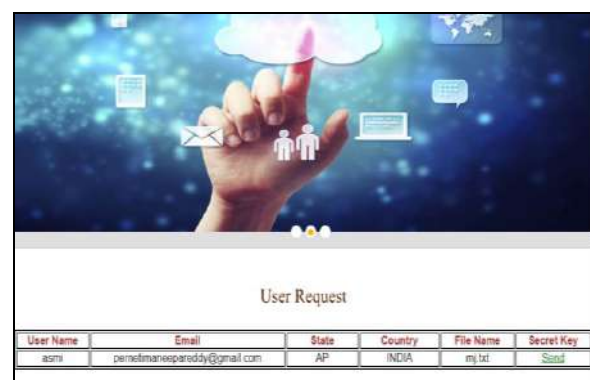 User Request
User Name Email State Country File Name Secret Key
asmi pernetimaneepareddy@gmail.com AP INDIA mj.txt Send